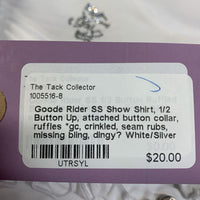 The Tack Collector
1005516-8
Goode Rider SS Show Shirt, 1/2
Button Up, attached button collar,
ruffles *gc, crinkled, seam rubs,
missing bling, dingy? White/Silver
UTRSYL
$20.00